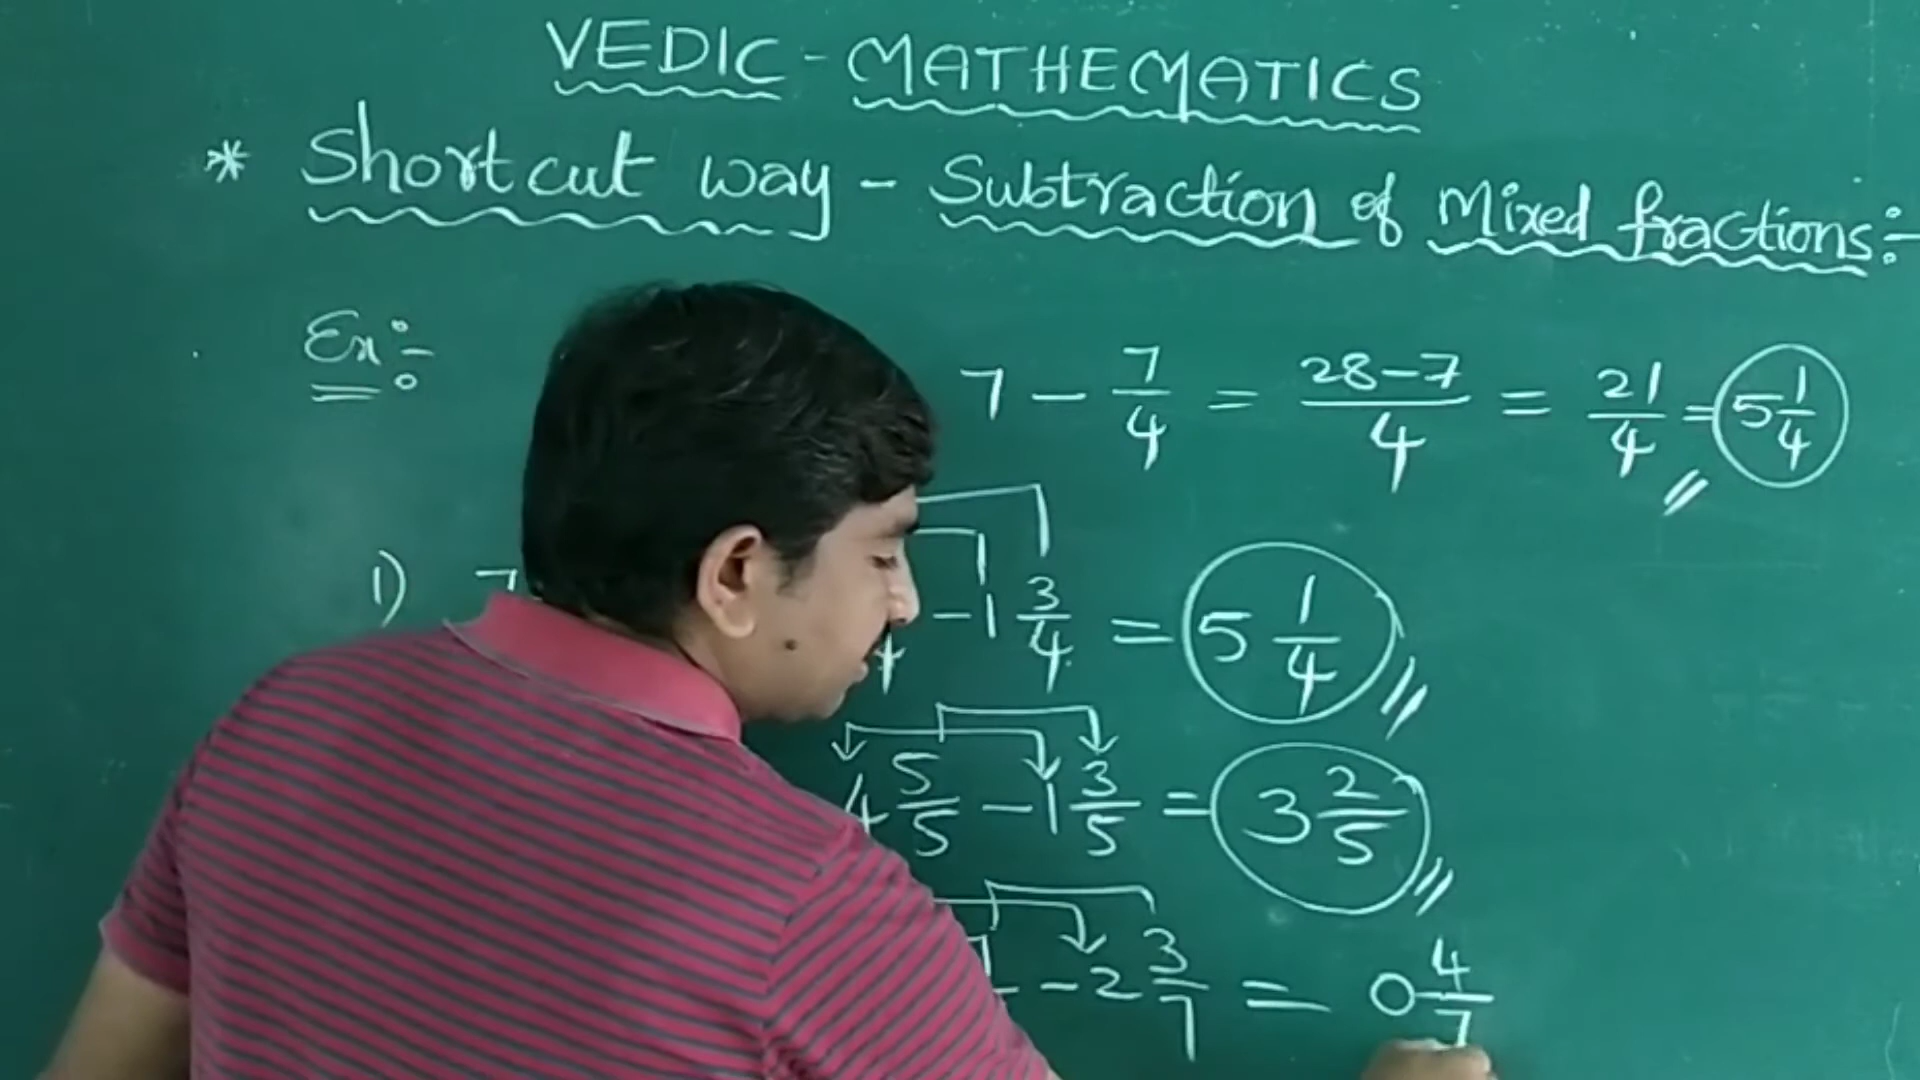 VEDIC - MATHEMATICS
* Shortcut way - Subtraction of Mixed fractions:-
Ex:-
7 - 7/4 = 28-7/4 = 21/4 = 5 1/4
1) 7 4 - 1 3/4 = 5 1/4
4 5/5 - 1 3/5 = 3 2/5
- 2 3/7 = 0 4/7